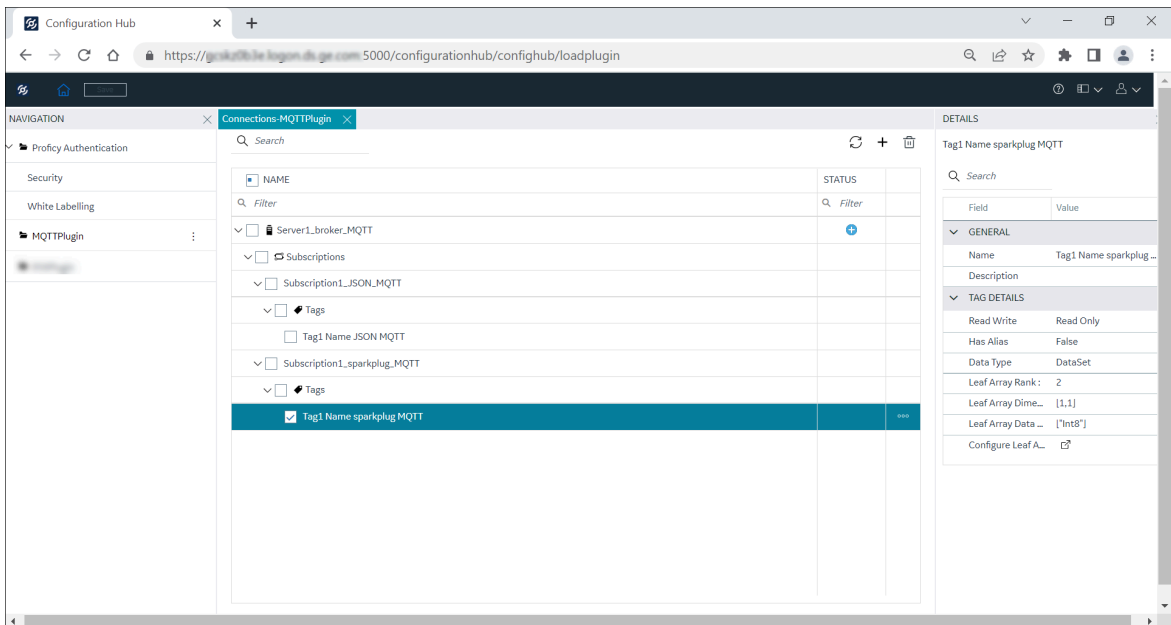 Configuration Hub
https://
5000/configurationhub/confighub/loadplugin
Save
NAVIGATION
Proficy Authentication
Security
White Labelling
MQTTPlugin
Connections-MQTTPlugin
Search
NAME
STATUS
Filter
Filter
Server1_broker_MQTT
Subscriptions
Subscription1_JSON_MQTT
Tags
Tag1 Name JSON MQTT
Subscription1_sparkplug_MQTT
Tags
Tag1 Name sparkplug MQTT
DETAILS
Tag1 Name sparkplug MQTT
Search
Field Value
GENERAL
Name Tag1 Name sparkplug ...
Description
TAG DETAILS
Read Write Read Only
Has Alias False
Data Type DataSet
Leaf Array Rank : 2
Leaf Array Dime... [1,1]
Leaf Array Data ... ["Int8"]
Configure Leaf A...